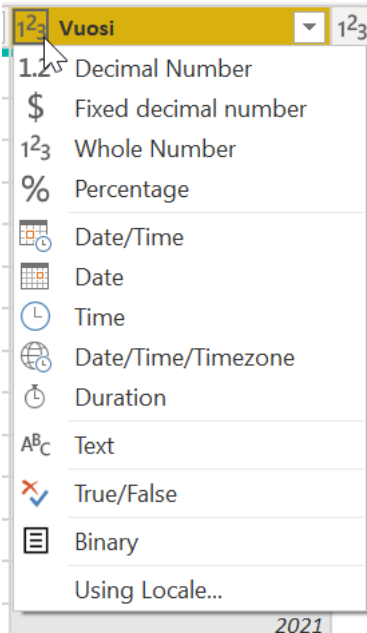 123 Vuosi 123
1.2 Decimal Number
$ Fixed decimal number
123 Whole Number
% Percentage
Date/Time
Date
Time
Date/Time/Timezone
Duration
ABC Text
True/False
Binary
Using Locale...
2021